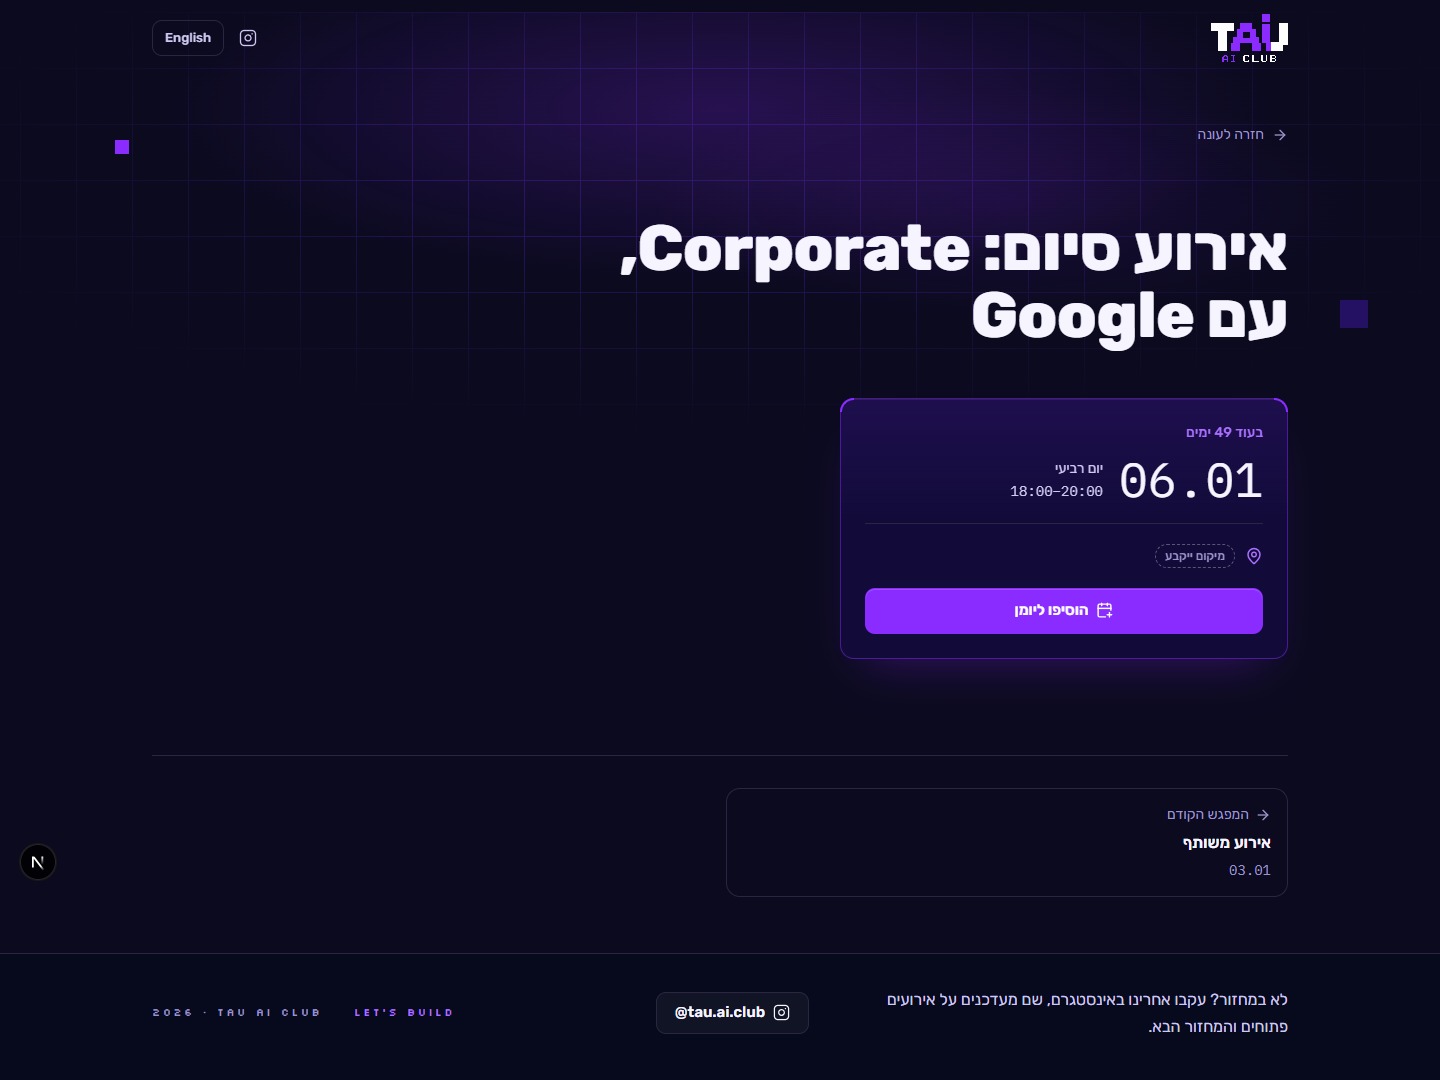 TAiU
AI CLUB
English
חזרה לעונה
אירוע סיום: Corporate,
עם Google
בעוד 49 ימים
06.01
יום רביעי
18:00–20:00
מיקום ייקבע
הוסיפו ליומן
המפגש הקודם
אירוע משותף
03.01
N
לא במחזור? עקבו אחרינו באינסטגרם, שם מעדכנים על אירועים
פתוחים והמחזור הבא.
@tau.ai.club
LET'S BUILD
2026 · TAU AI CLUB